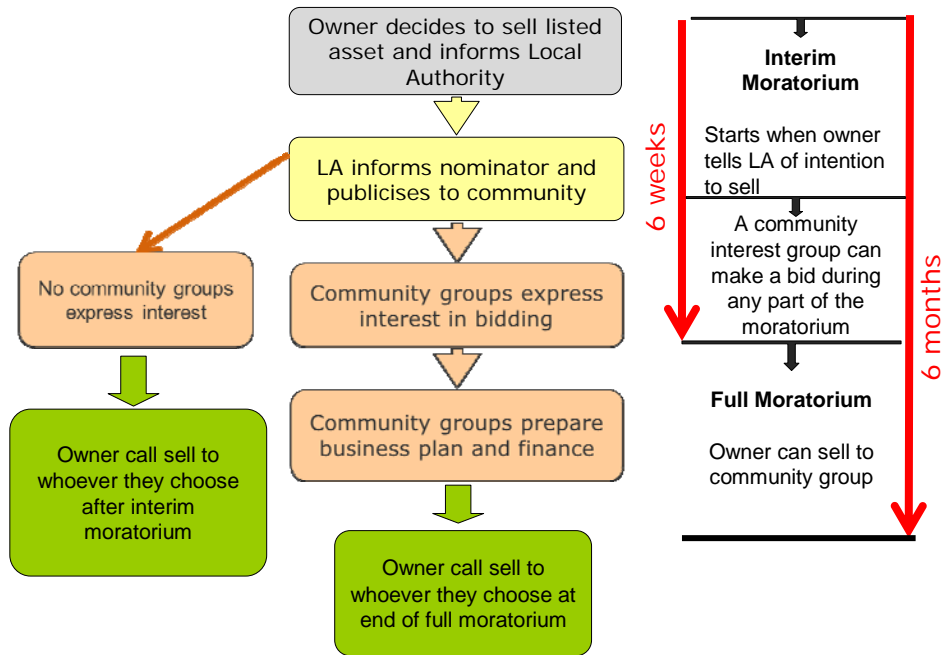 Owner decides to sell listed
asset and informs Local
Authority
LA informs nominator and
publicises to community
No community groups
express interest
Community groups express
interest in bidding
Owner call sell to
whoever they choose
after interim
moratorium
Community groups prepare
business plan and finance
Owner call sell to
whoever they choose at
end of full moratorium
6 weeks
Interim
Moratorium
Starts when owner
tells LA of intention
to sell
A community
interest group can
make a bid during
any part of the
moratorium
Full Moratorium
Owner can sell to
community group
6 months